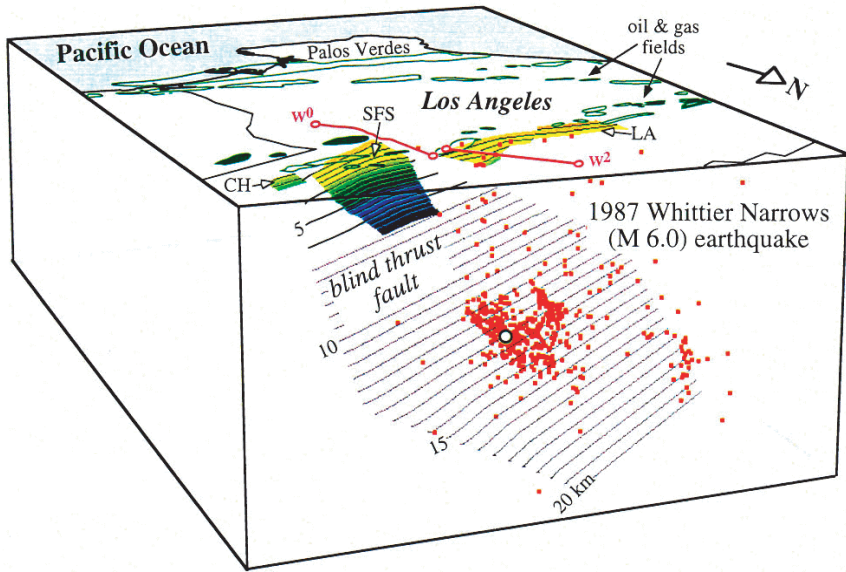 Pacific Ocean
Palos Verdes
oil & gas
fields
N
Los Angeles
W0
SFS
LA
W2
CH
5
1987 Whittier Narrows
(M 6.0) earthquake
blind thrust
fault
10
15
20 km